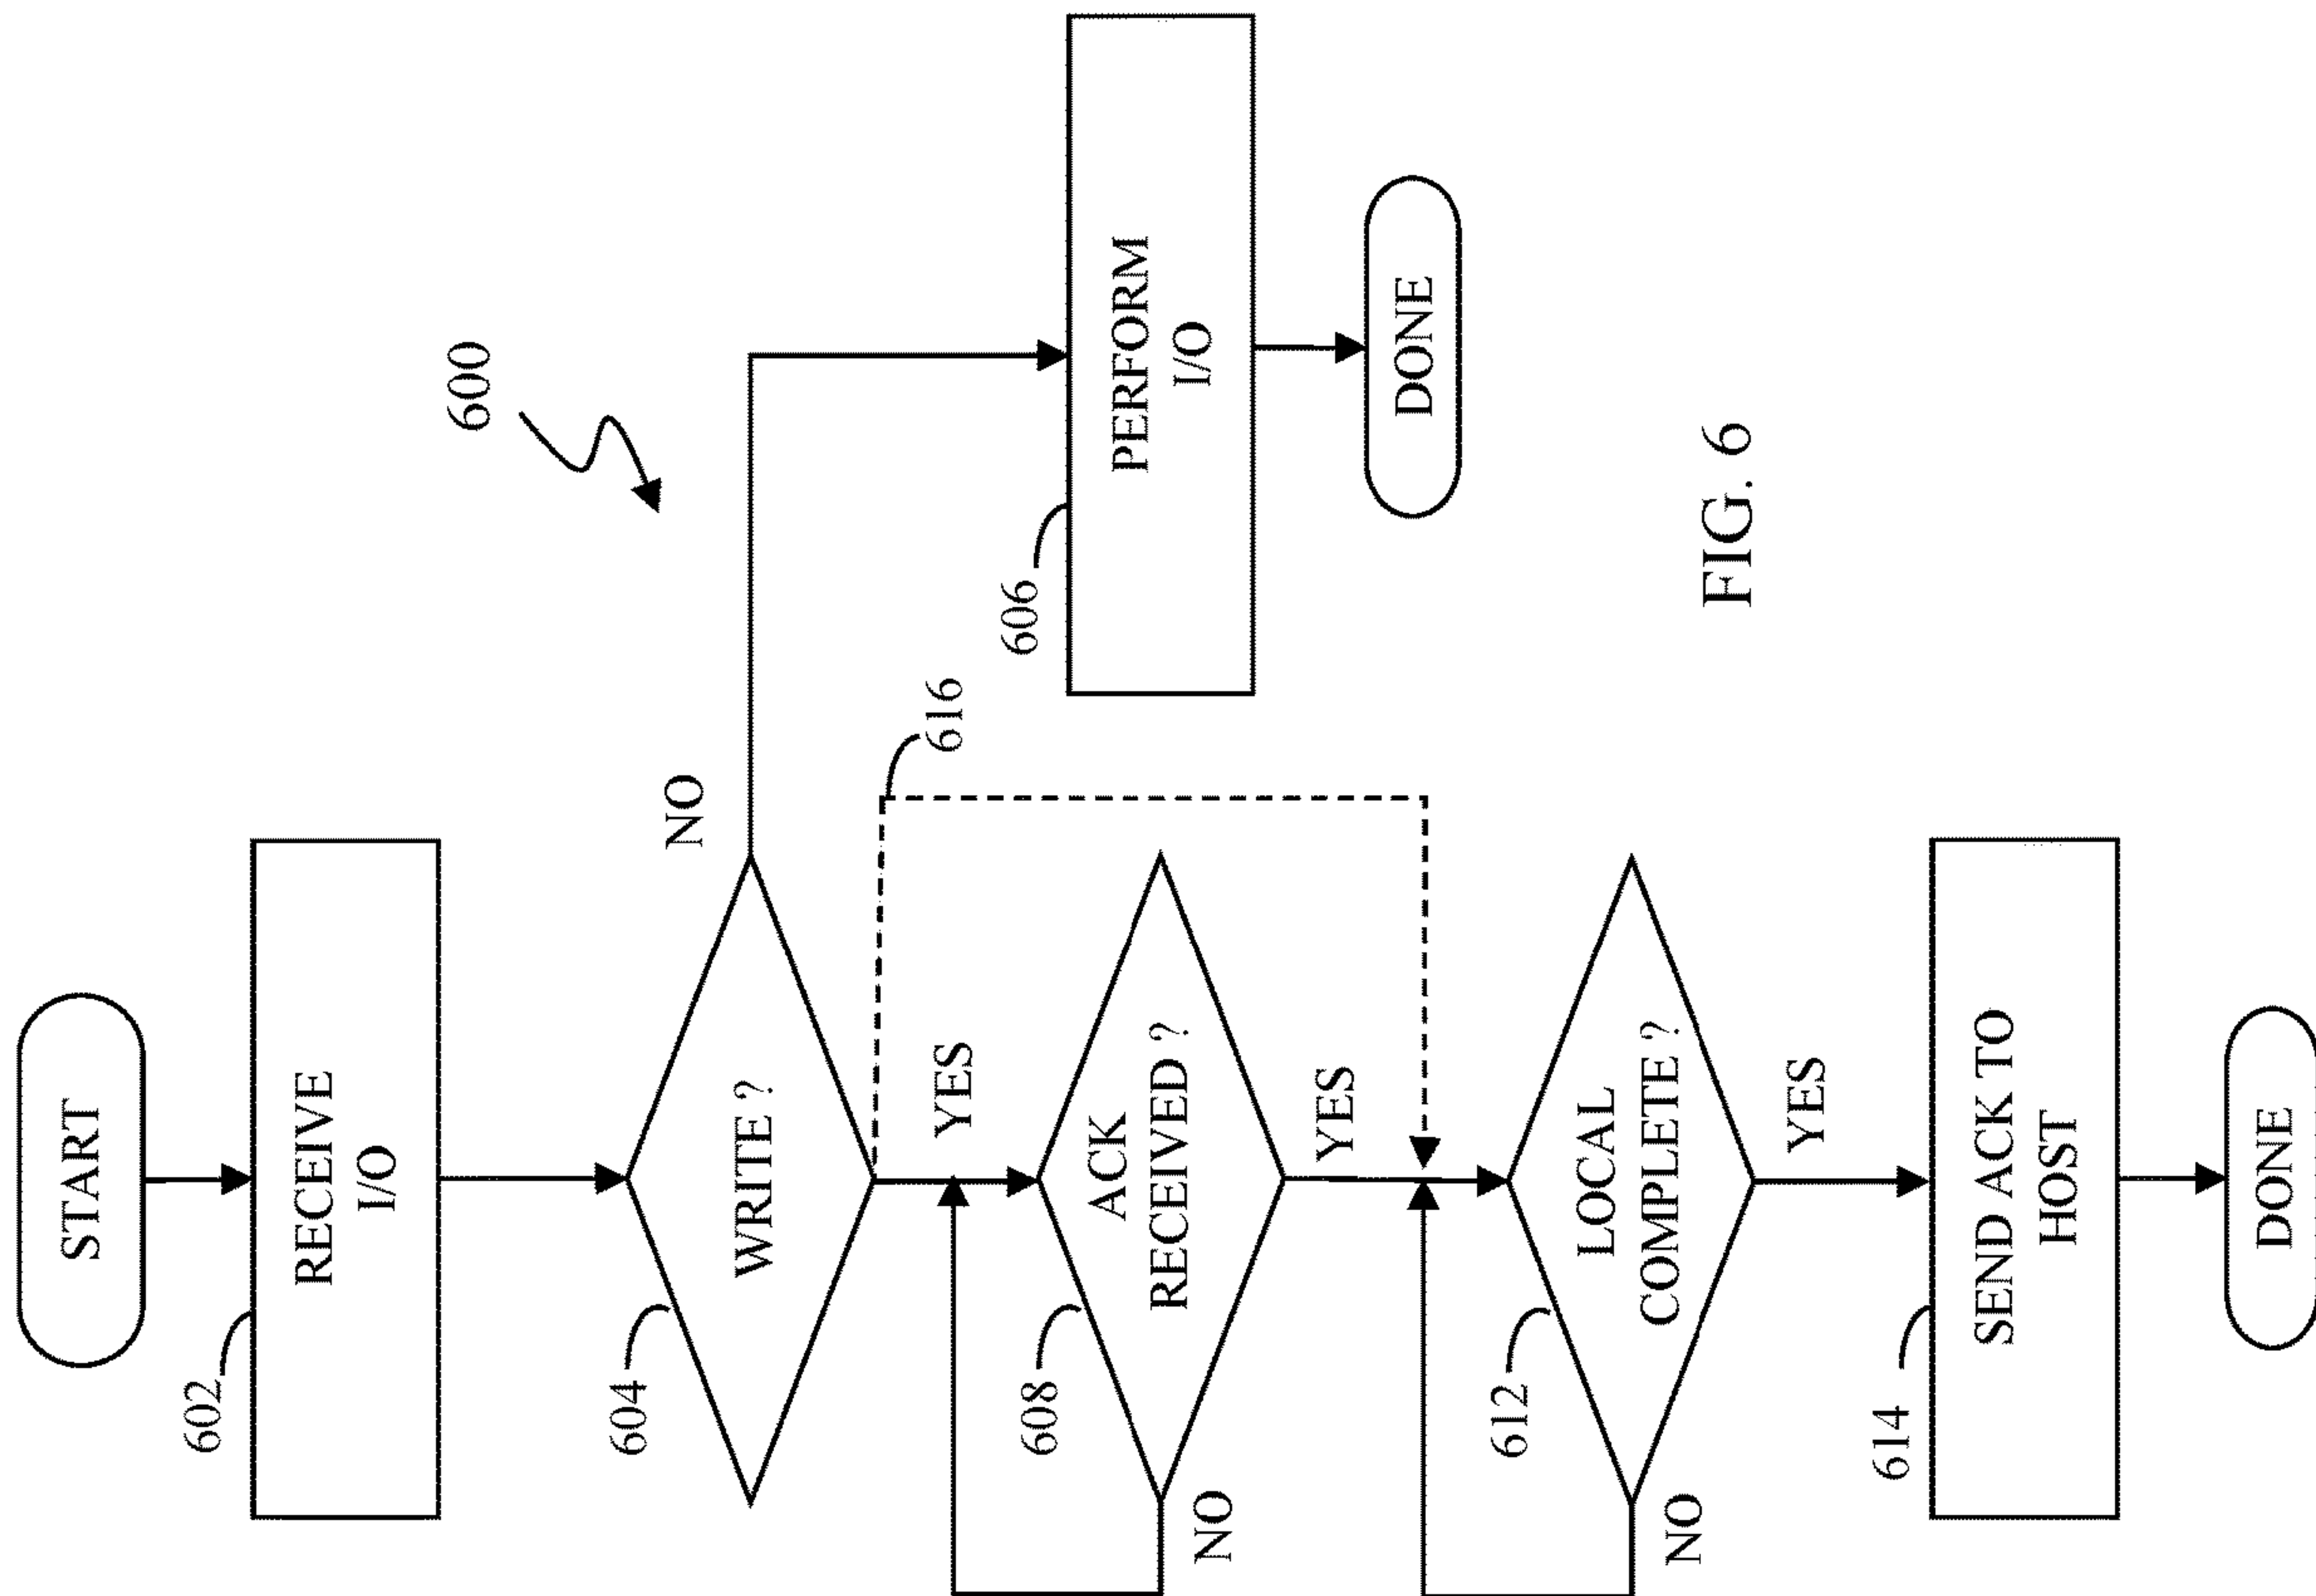 600
START
602
RECEIVE
I/O
604
WRITE ?
NO
606
PERFORM
I/O
DONE
616
YES
608
ACK
RECEIVED ?
NO
YES
612
LOCAL
COMPLETE ?
NO
YES
614
SEND ACK TO
HOST
DONE
FIG. 6